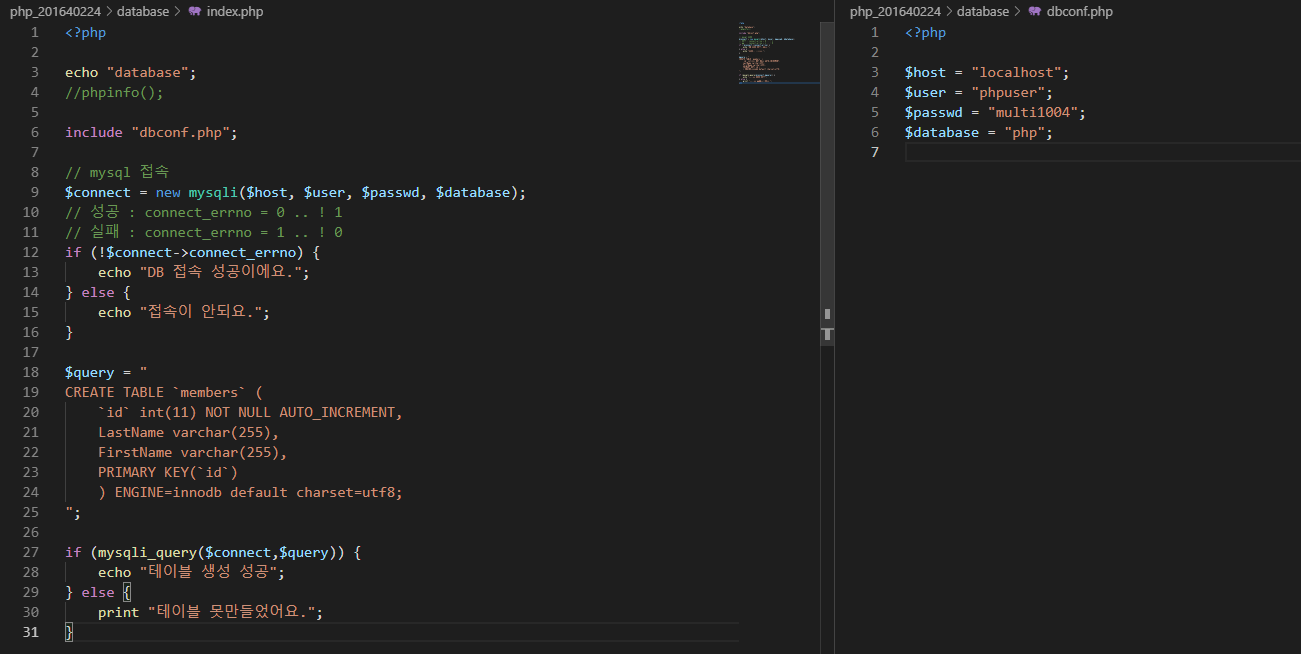 php_201640224 > database > index.php
1 <?php
2
3 echo "database";
4 //phpinfo();
5
6 include "dbconf.php";
7
8 // mysql 접속
9 $connect = new mysqli($host, $user, $passwd, $database);
10 // 성공 : connect_errno = 0 .. ! 1
11 // 실패 : connect_errno = 1 .. ! 0
12 if (!$connect->connect_errno) {
13 echo "DB 접속 성공이에요.";
14 } else {
15 echo "접속이 안되요.";
16 }
17
18 $query = "
19 CREATE TABLE `members` (
20 `id` int(11) NOT NULL AUTO_INCREMENT,
21 LastName varchar(255),
22 FirstName varchar(255),
23 PRIMARY KEY(`id`)
24 ) ENGINE=innodb default charset=utf8;
25 ";
26
27 if (mysqli_query($connect,$query)) {
28 echo "테이블 생성 성공";
29 } else {
30 print "테이블 못만들었어요.";
31 }
php_201640224 > database > dbconf.php
1 <?php
2
3 $host = "localhost";
4 $user = "phpuser";
5 $passwd = "multi1004";
6 $database = "php";
7